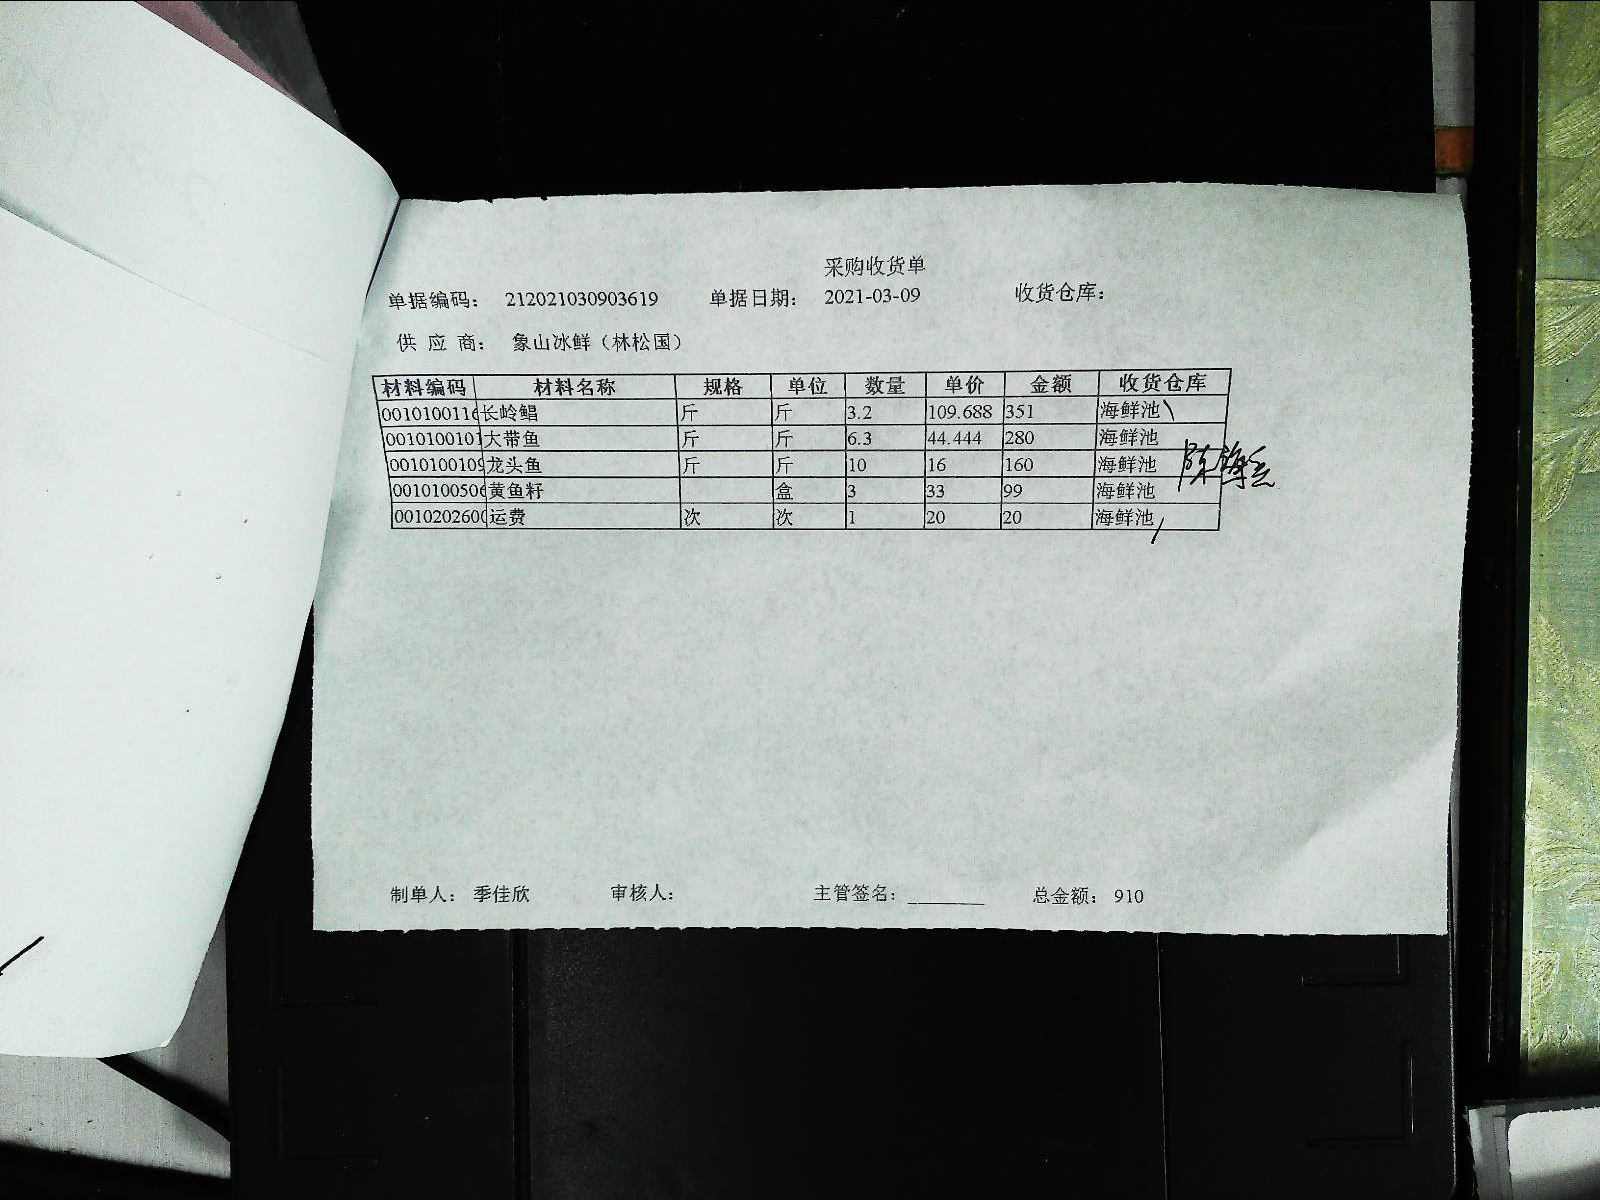 采购收货单
单据编码： 212021030903619 单据日期： 2021-03-09 收货仓库：
供 应 商： 象山冰鲜（林松国）
材料编码 材料名称 规格 单位 数量 单价 金额 收货仓库
0010100116 长岭鲳 斤 斤 3.2 109.688 351 海鲜池
0010100101 大带鱼 斤 斤 6.3 44.444 280 海鲜池
0010100109 龙头鱼 斤 斤 10 16 160 海鲜池
0010100506 黄鱼籽 盒 3 33 99 海鲜池
0010202600 运费 次 次 1 20 20 海鲜池
制单人： 季佳欣 审核人： 主管签名：________ 总金额： 910